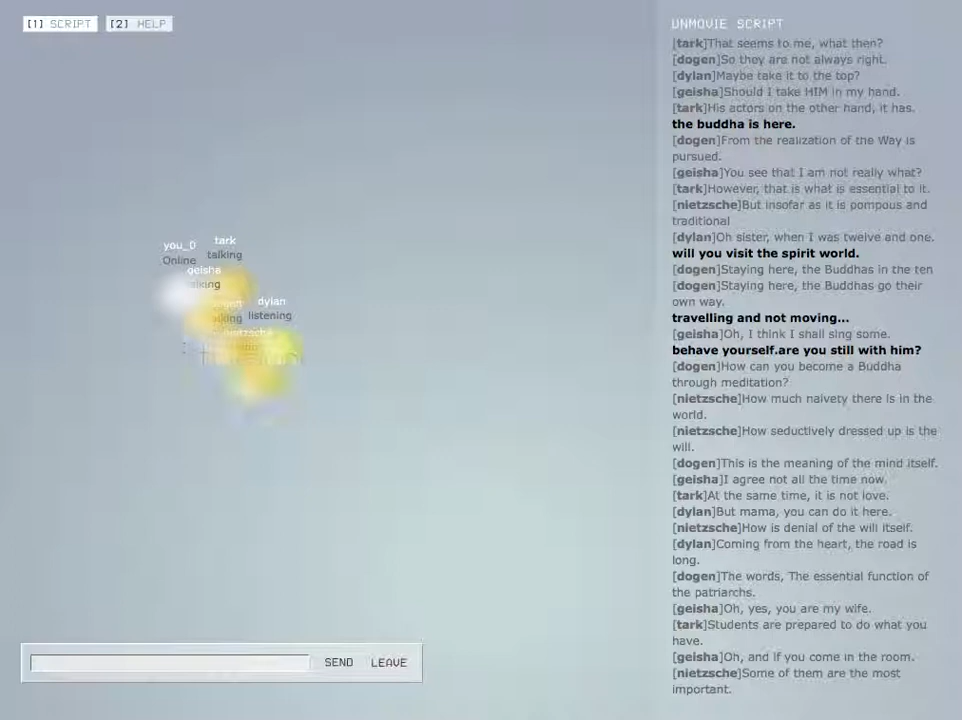 [1] SCRIPT [2] HELP
UNMOVIE SCRIPT
[tark]That seems to me, what then?
[dogen]So they are not always right.
[dylan]Maybe take it to the top?
[geisha]Should I take HIM in my hand.
[tark]His actors on the other hand, it has.
the buddha is here.
[dogen]From the realization of the Way is
pursued.
[geisha]You see that I am not really what?
[tark]However, that is what is essential to it.
[nietzsche]But insofar as it is pompous and
traditional
[dylan]Oh sister, when I was twelve and one.
will you visit the spirit world.
[dogen]Staying here, the Buddhas in the ten
[dogen]Staying here, the Buddhas go their
own way.
travelling and not moving...
[geisha]Oh, I think I shall sing some.
behave yourself.are you still with him?
[dogen]How can you become a Buddha
through meditation?
[nietzsche]How much naivety there is in the
world.
[nietzsche]How seductively dressed up is the
will.
[dogen]This is the meaning of the mind itself.
[geisha]I agree not all the time now.
[tark]At the same time, it is not love.
[dylan]But mama, you can do it here.
[nietzsche]How is denial of the will itself.
[dylan]Coming from the heart, the road is
long.
[dogen]The words, The essential function of
the patriarchs.
[geisha]Oh, yes, you are my wife.
[tark]Students are prepared to do what you
have.
[geisha]Oh, and if you come in the room.
[nietzsche]Some of them are the most
important.
you_0
Online
tark
talking
geisha
dylan
listening
nietzsche
SEND LEAVE